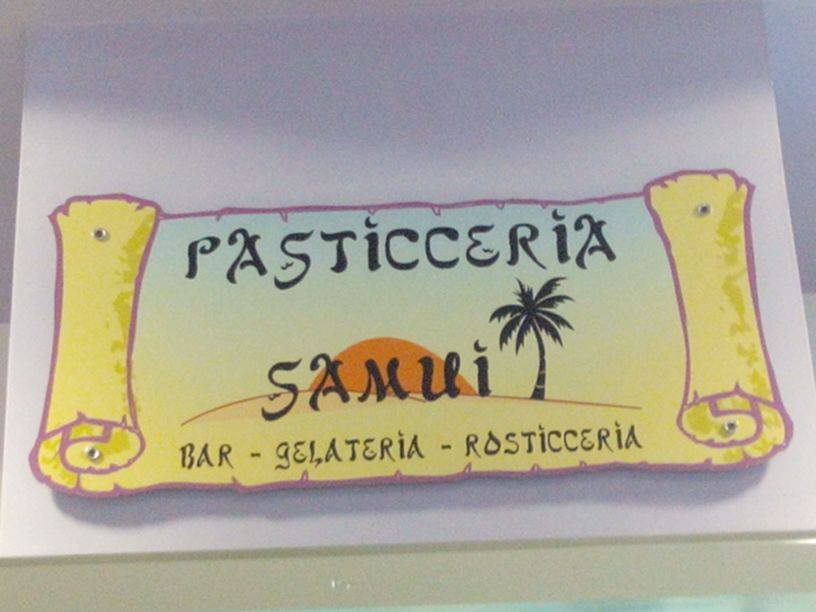 PASTICCERIA
SAMUI
BAR - GELATERIA - ROSTICCERIA